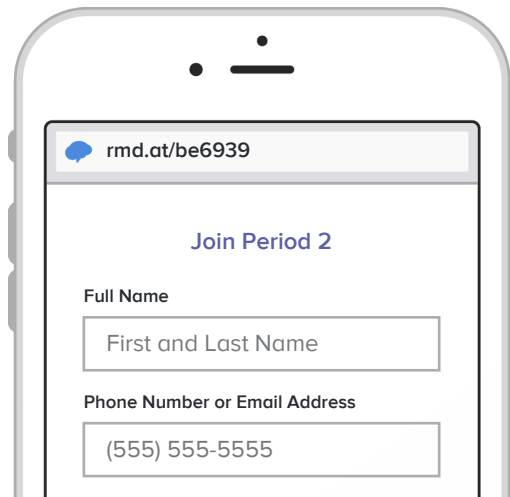 rmd.at/be6939
Join Period 2
Full Name
First and Last Name
Phone Number or Email Address
(555) 555-5555